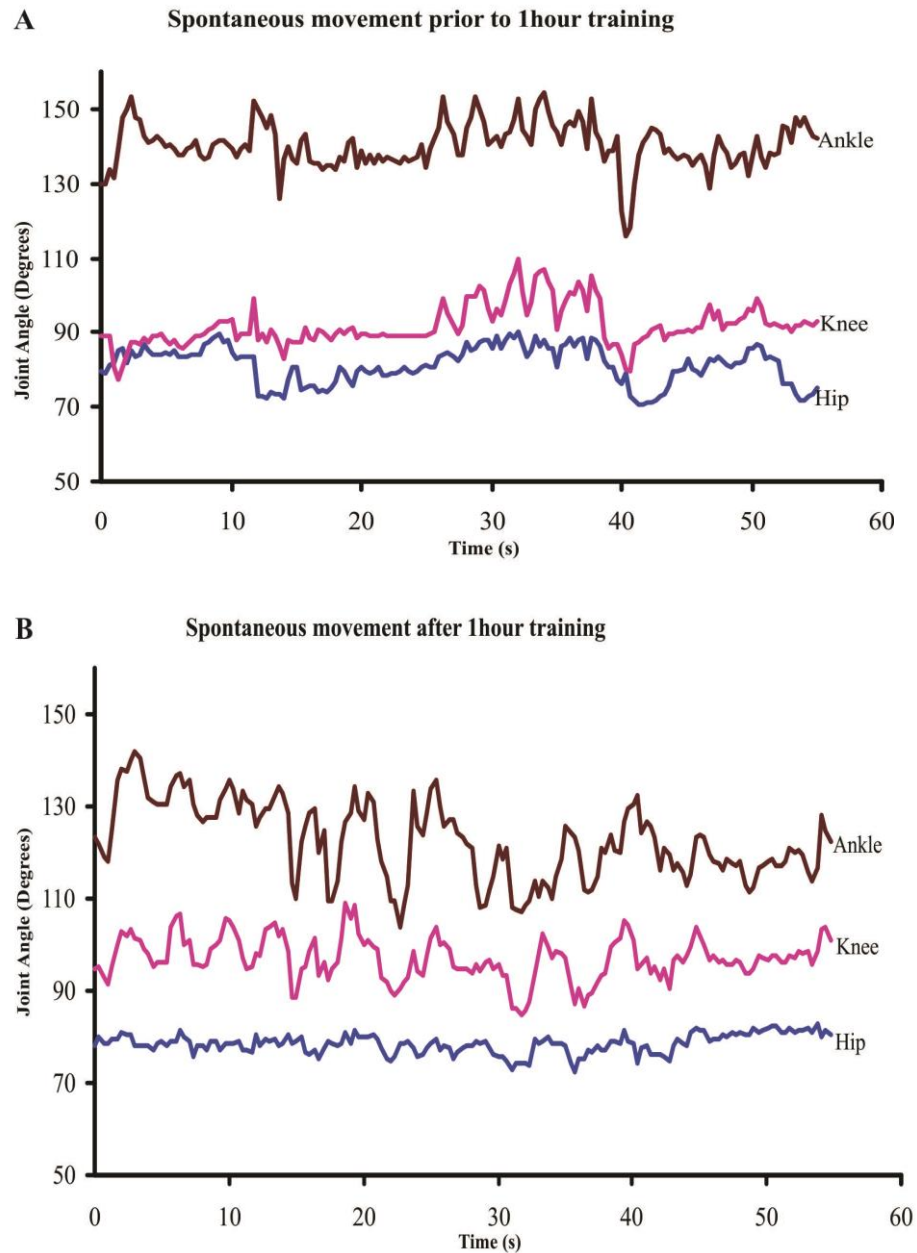 A
Spontaneous movement prior to 1hour training
150
130
110
90
70
50
Joint Angle (Degrees)
Ankle
Knee
Hip
0 10 20 30 40 50 60
Time (s)
B
Spontaneous movement after 1hour training
150
130
110
90
70
50
Joint Angle (Degrees)
Ankle
Knee
Hip
0 10 20 30 40 50 60
Time (s)